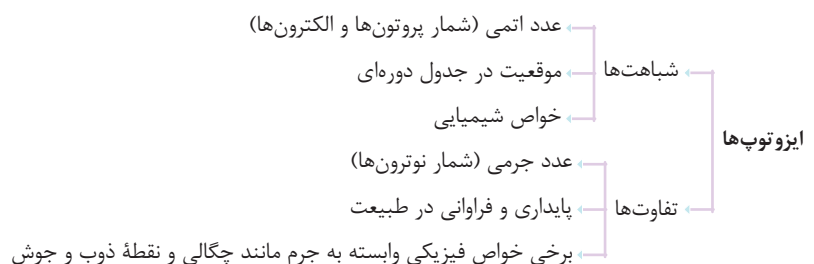 ایزوتوپ‌ها
شباهت‌ها
عدد اتمی (شمار پروتون‌ها و الکترون‌ها)
موقعیت در جدول دوره‌ای
خواص شیمیایی
تفاوت‌ها
عدد جرمی (شمار نوترون‌ها)
پایداری و فراوانی در طبیعت
برخی خواص فیزیکی وابسته به جرم مانند چگالی و نقطهٔ ذوب و جوش